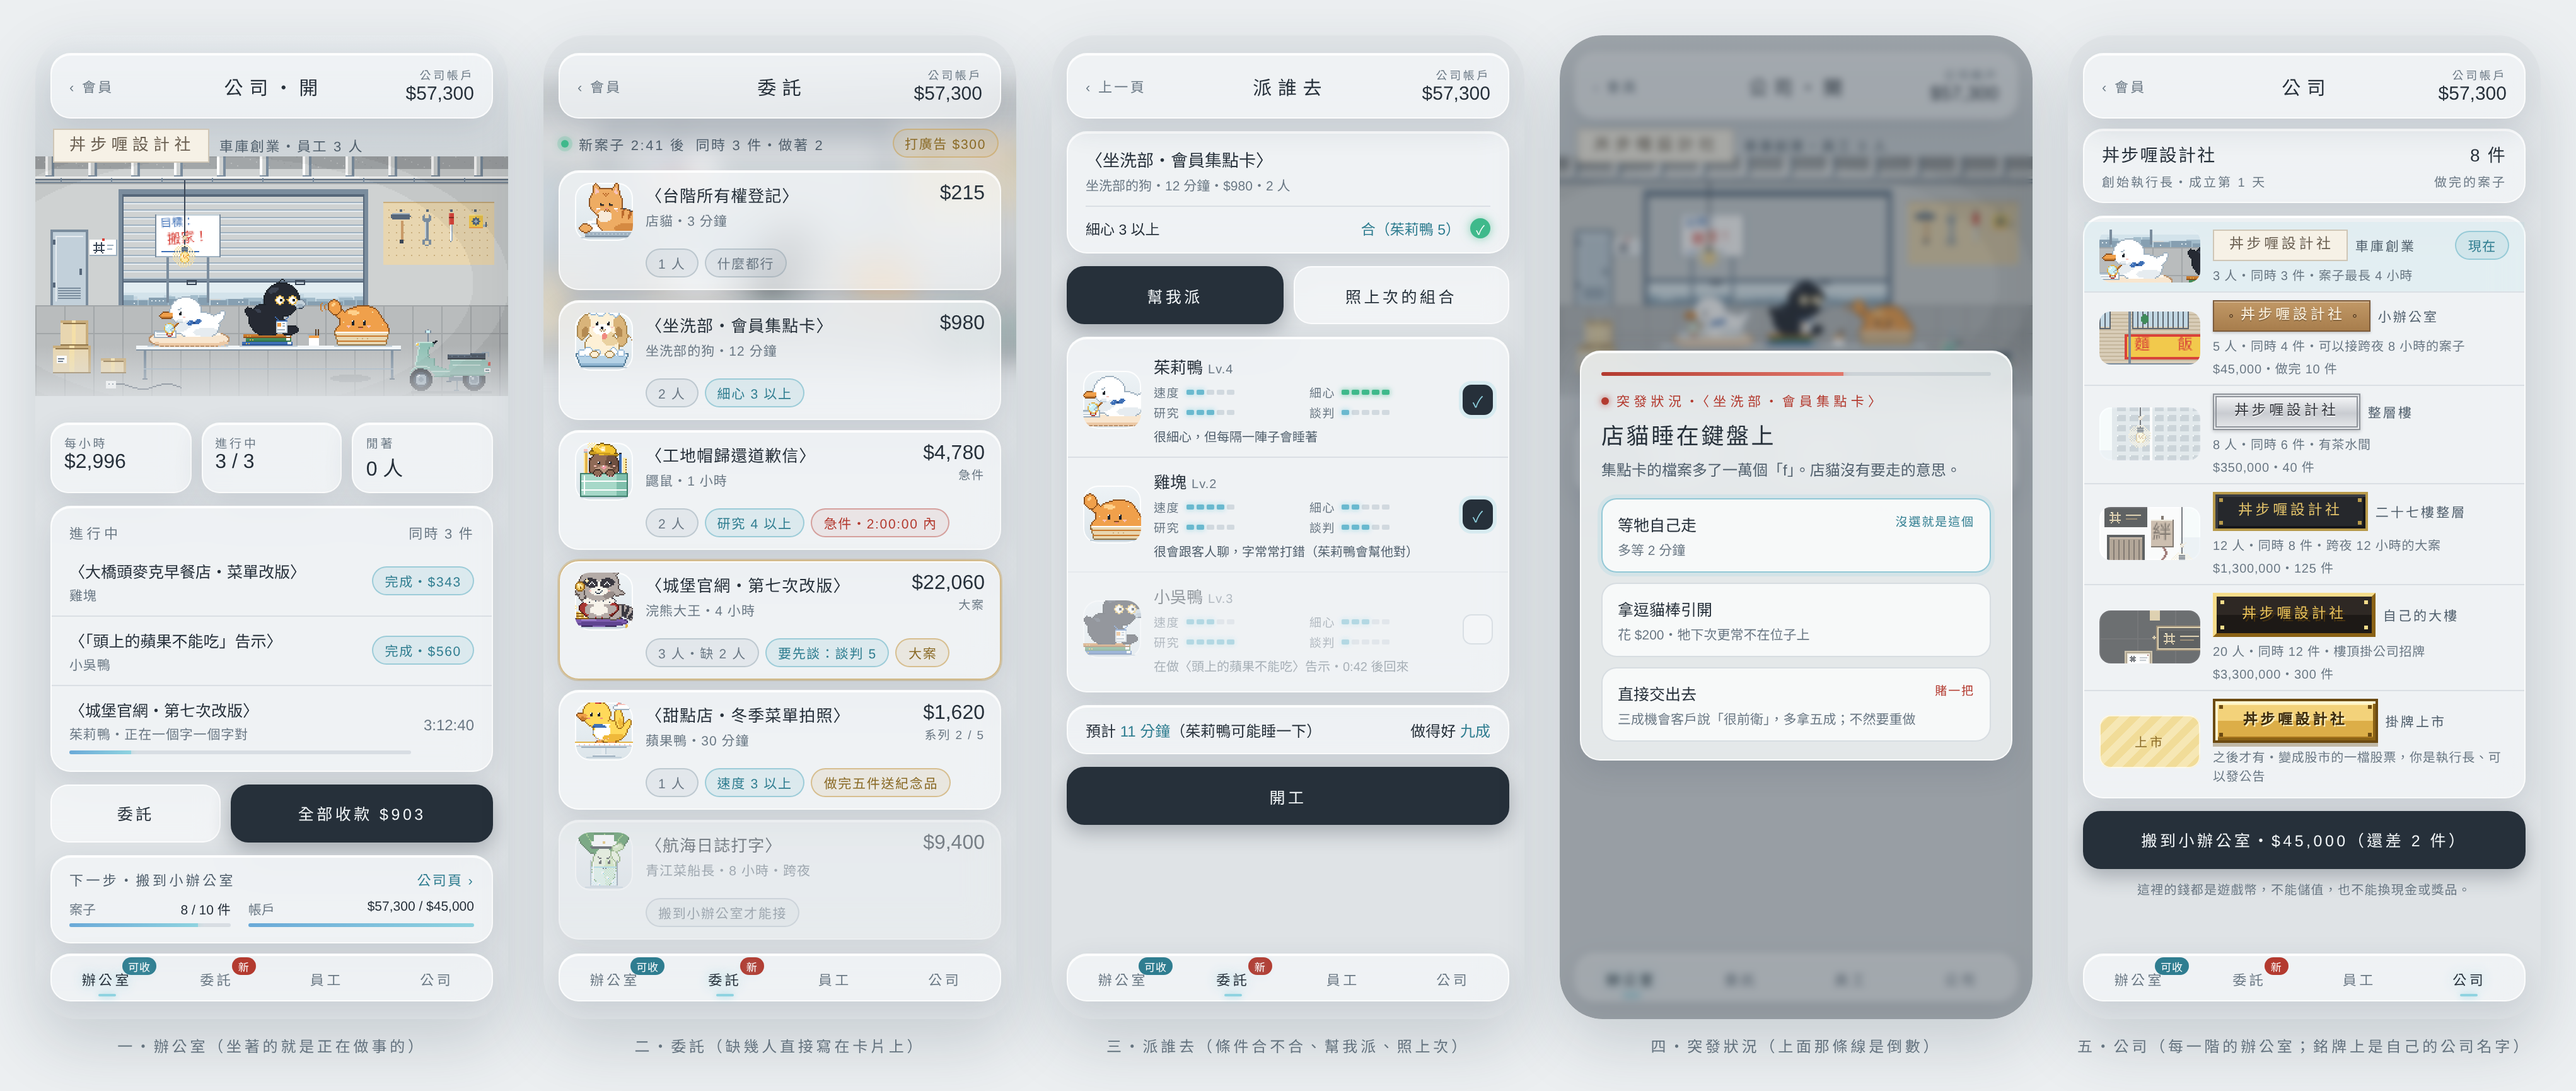 ‹ 會員
公司・開
公司帳戶
$57,300
丼步喱設計社
車庫創業・員工 3 人
目標：
搬家！
井
每小時
$2,996
進行中
3 / 3
閒著
0 人
進行中
同時 3 件
〈大橋頭麥克早餐店・菜單改版〉
雞塊
完成・$343
〈「頭上的蘋果不能吃」告示〉
小吳鴨
完成・$560
〈城堡官網・第七次改版〉
茱莉鴨・正在一個字一個字對
3:12:40
委託
全部收款 $903
下一步・搬到小辦公室
公司頁 ›
案子
8 / 10 件
帳戶
$57,300 / $45,000
辦公室
可收
委託
新
員工
公司
一・辦公室（坐著的就是正在做事的）
‹ 會員
委託
公司帳戶
$57,300
新案子 2:41 後
同時 3 件・做著 2
打廣告 $300
〈台階所有權登記〉
$215
店貓・3 分鐘
1 人
什麼都行
〈坐洗部・會員集點卡〉
$980
坐洗部的狗・12 分鐘
2 人
細心 3 以上
〈工地帽歸還道歉信〉
$4,780
鼴鼠・1 小時
急件
2 人
研究 4 以上
急件・2:00:00 內
〈城堡官網・第七次改版〉
$22,060
浣熊大王・4 小時
大案
3 人・缺 2 人
要先談：談判 5
大案
〈甜點店・冬季菜單拍照〉
$1,620
蘋果鴨・30 分鐘
系列 2 / 5
1 人
速度 3 以上
做完五件送紀念品
〈航海日誌打字〉
$9,400
青江菜船長・8 小時・跨夜
搬到小辦公室才能接
辦公室
可收
委託
新
員工
公司
二・委託（缺幾人直接寫在卡片上）
‹ 上一頁
派誰去
公司帳戶
$57,300
〈坐洗部・會員集點卡〉
坐洗部的狗・12 分鐘・$980・2 人
細心 3 以上
合（茱莉鴨 5）
✓
幫我派
照上次的組合
茱莉鴨 Lv.4
速度
細心
研究
談判
很細心，但每隔一陣子會睡著
✓
雞塊 Lv.2
速度
細心
研究
談判
很會跟客人聊，字常常打錯（茱莉鴨會幫他對）
✓
小吳鴨 Lv.3
速度
細心
研究
談判
在做〈頭上的蘋果不能吃〉告示・0:42 後回來
預計 11 分鐘（茱莉鴨可能睡一下）
做得好 九成
開工
辦公室
可收
委託
新
員工
公司
三・派誰去（條件合不合、幫我派、照上次）
突發狀況・〈坐洗部・會員集點卡〉
店貓睡在鍵盤上
集點卡的檔案多了一萬個「f」。店貓沒有要走的意思。
等牠自己走
沒選就是這個
多等 2 分鐘
拿逗貓棒引開
花 $200・牠下次更常不在位子上
直接交出去
賭一把
三成機會客戶說「很前衛」，多拿五成；不然要重做
四・突發狀況（上面那條線是倒數）
‹ 會員
公司
公司帳戶
$57,300
丼步喱設計社
8 件
創始執行長・成立第 1 天
做完的案子
丼步喱設計社
車庫創業
現在
3 人・同時 3 件・案子最長 4 小時
丼步喱設計社
小辦公室
麵 飯
5 人・同時 4 件・可以接跨夜 8 小時的案子
$45,000・做完 10 件
丼步喱設計社
整層樓
8 人・同時 6 件・有茶水間
$350,000・40 件
丼步喱設計社
二十七樓整層
12 人・同時 8 件・跨夜 12 小時的大案
$1,300,000・125 件
丼步喱設計社
自己的大樓
20 人・同時 12 件・樓頂掛公司招牌
$3,300,000・300 件
丼步喱設計社
掛牌上市
上市
之後才有・變成股市的一檔股票，你是執行長、可
以發公告
搬到小辦公室・$45,000（還差 2 件）
這裡的錢都是遊戲幣，不能儲值，也不能換現金或獎品。
辦公室
可收
委託
新
員工
公司
五・公司（每一階的辦公室；銘牌上是自己的公司名字）